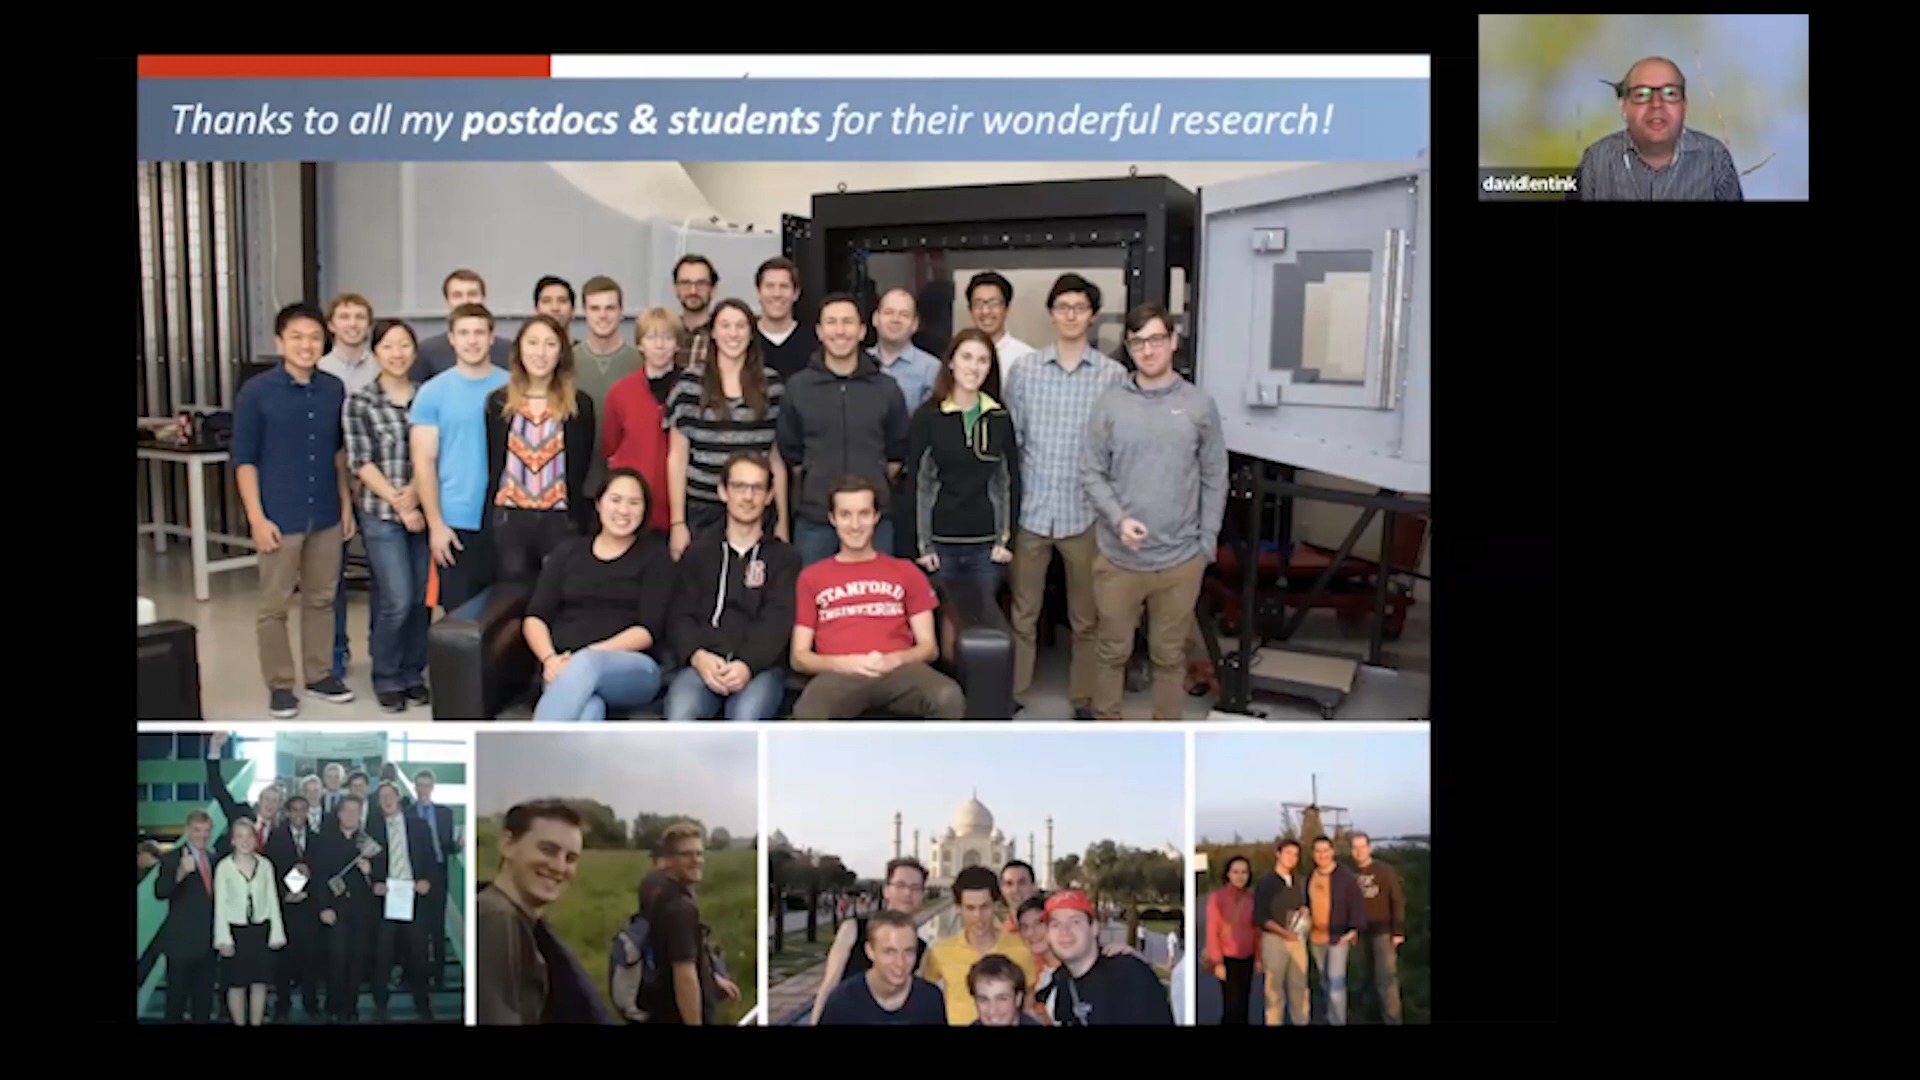 Thanks to all my postdocs & students for their wonderful research!
davidlentink
STANFORD
ENGINEERING